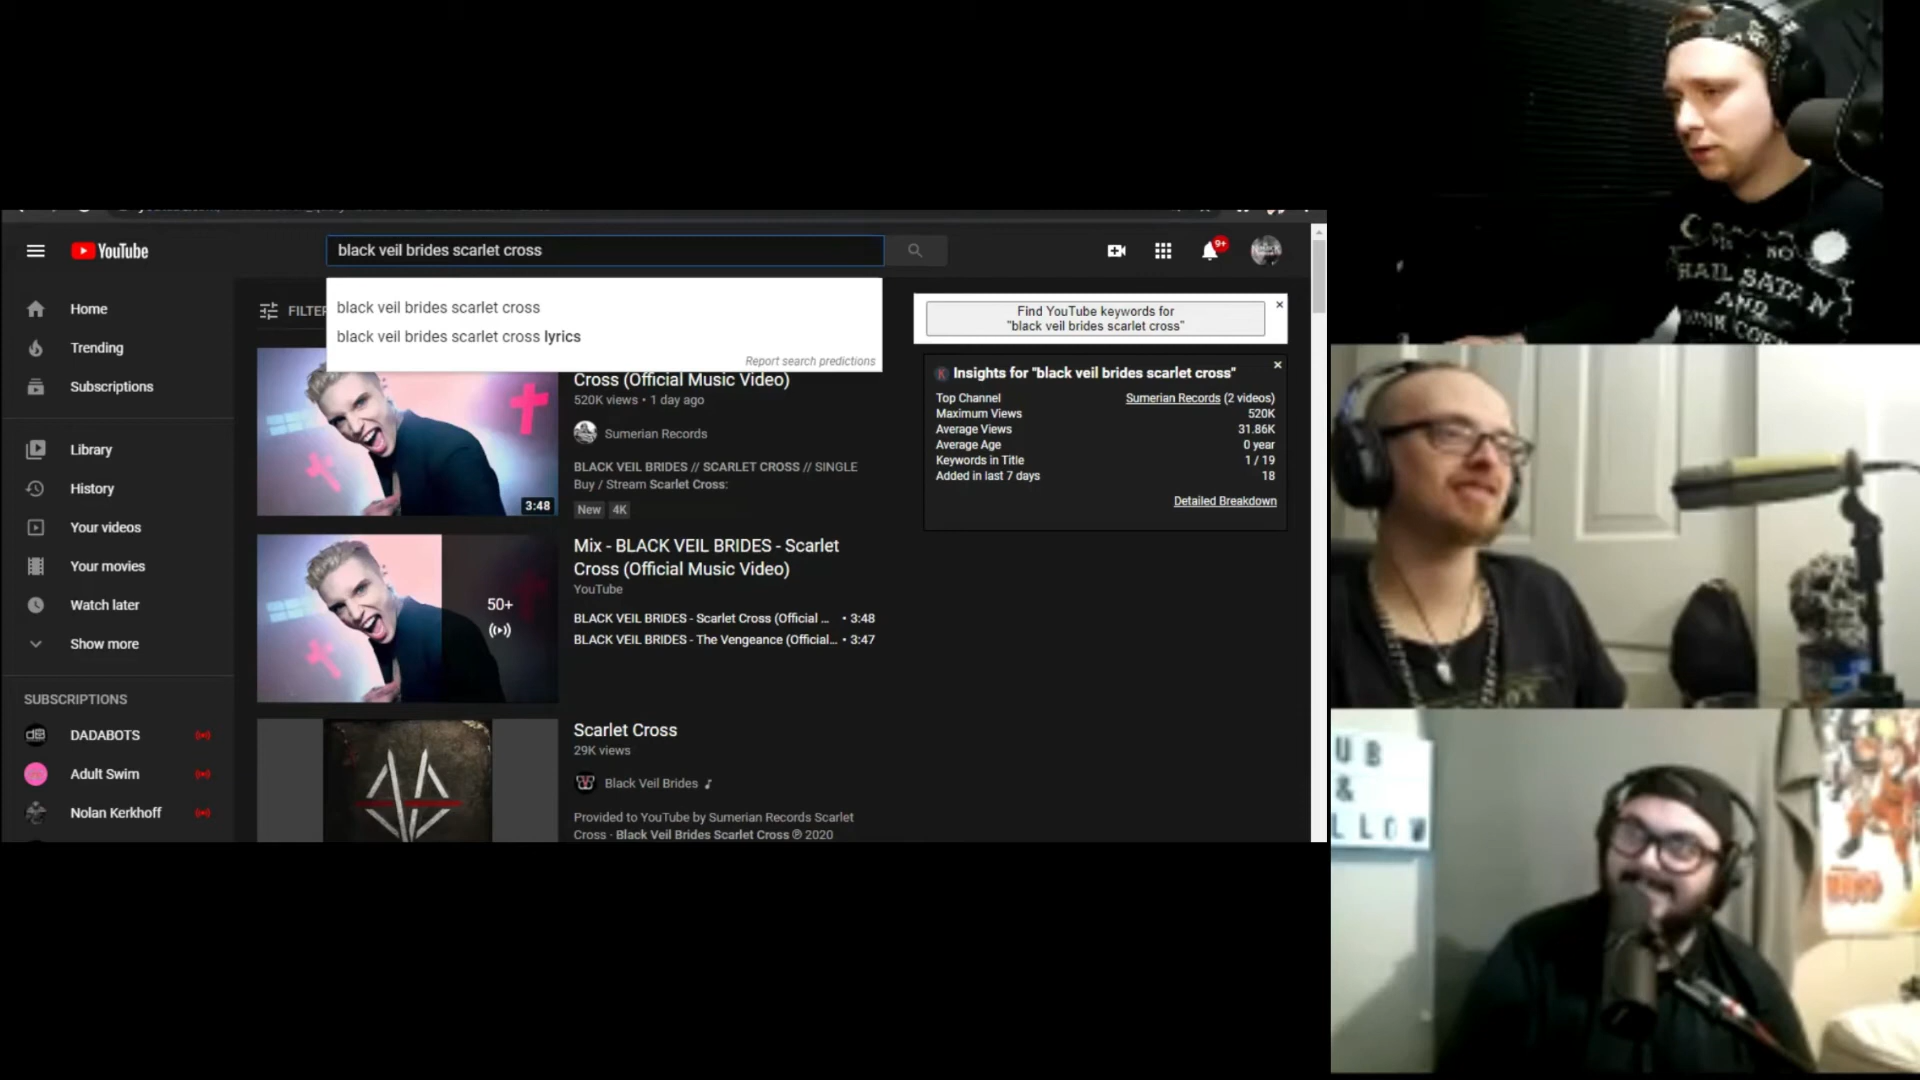 YouTube
black veil brides scarlet cross
9+
black veil brides scarlet cross
black veil brides scarlet cross lyrics
Report search predictions
Home
Trending
Subscriptions
Library
History
Your videos
Your movies
Watch later
Show more
SUBSCRIPTIONS
DADABOTS
Adult Swim
Nolan Kerkhoff
FILTER
Cross (Official Music Video)
520K views • 1 day ago
Sumerian Records
BLACK VEIL BRIDES // SCARLET CROSS // SINGLE
Buy / Stream Scarlet Cross:
New 4K
3:48
Mix - BLACK VEIL BRIDES - Scarlet
Cross (Official Music Video)
YouTube
BLACK VEIL BRIDES - Scarlet Cross (Official ... • 3:48
BLACK VEIL BRIDES - The Vengeance (Official... • 3:47
50+
Scarlet Cross
29K views
Black Veil Brides
Provided to YouTube by Sumerian Records Scarlet
Cross · Black Veil Brides Scarlet Cross ℗ 2020
Find YouTube keywords for
"black veil brides scarlet cross"
Insights for "black veil brides scarlet cross"
Top Channel Sumerian Records (2 videos)
Maximum Views 520K
Average Views 31.86K
Average Age 0 year
Keywords in Title 1 / 19
Added in last 7 days 18
Detailed Breakdown
NO
HAIL SATAN
AND
UB
&
LLOW